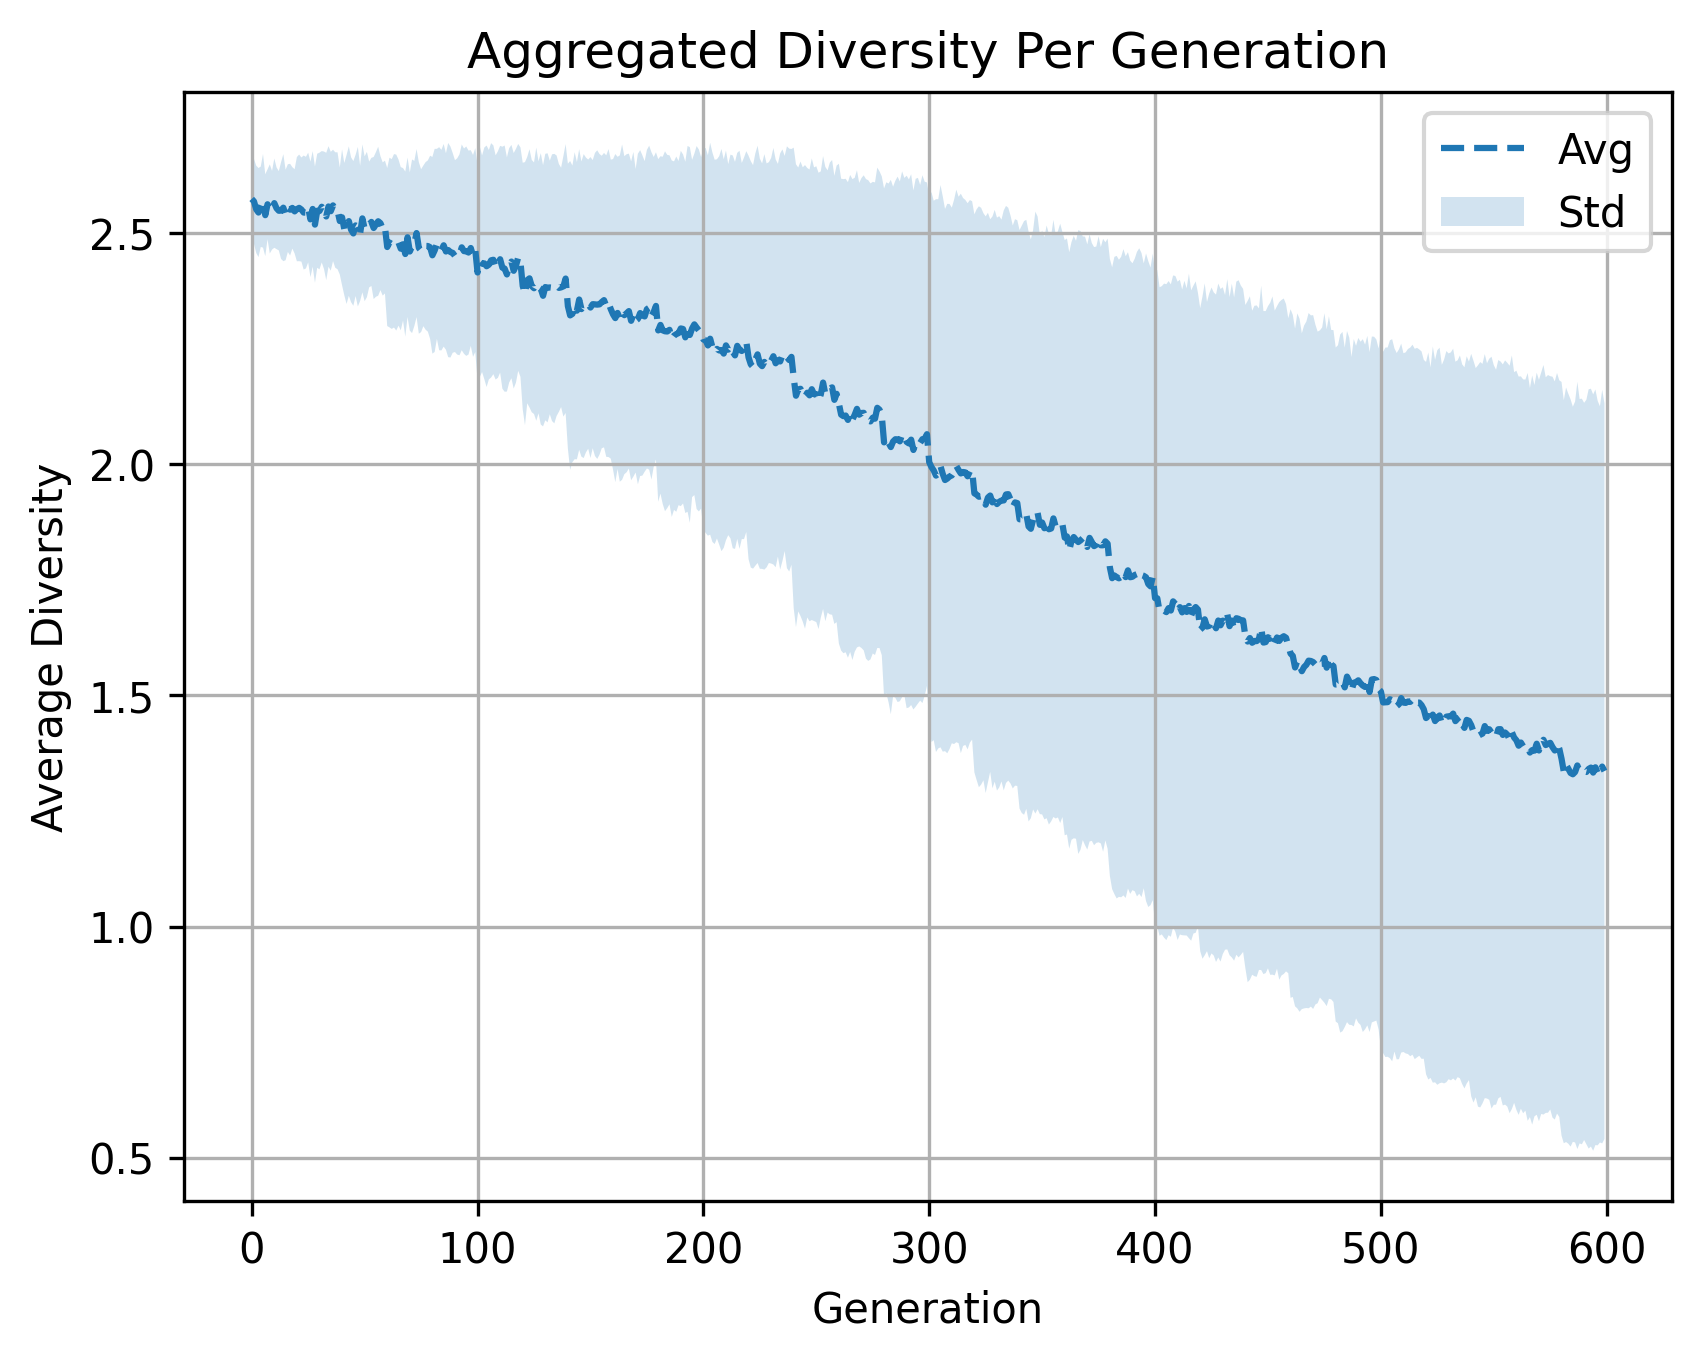 Aggregated Diversity Per Generation
Avg
Std
Average Diversity
2.5
2.0
1.5
1.0
0.5
0 100 200 300 400 500 600
Generation